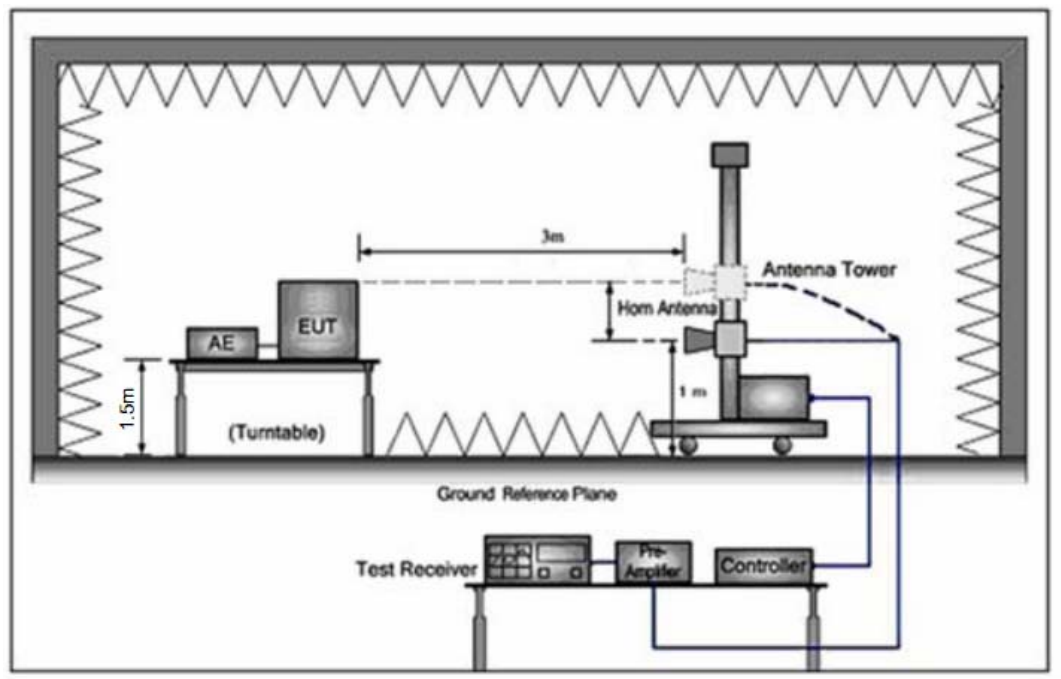 3m
Antenna Tower
Horn Antenna
EUT
AE
1 m
1.5m
(Turntable)
Ground Reference Plane
Test Receiver
Pre-
Amplifier
Controller